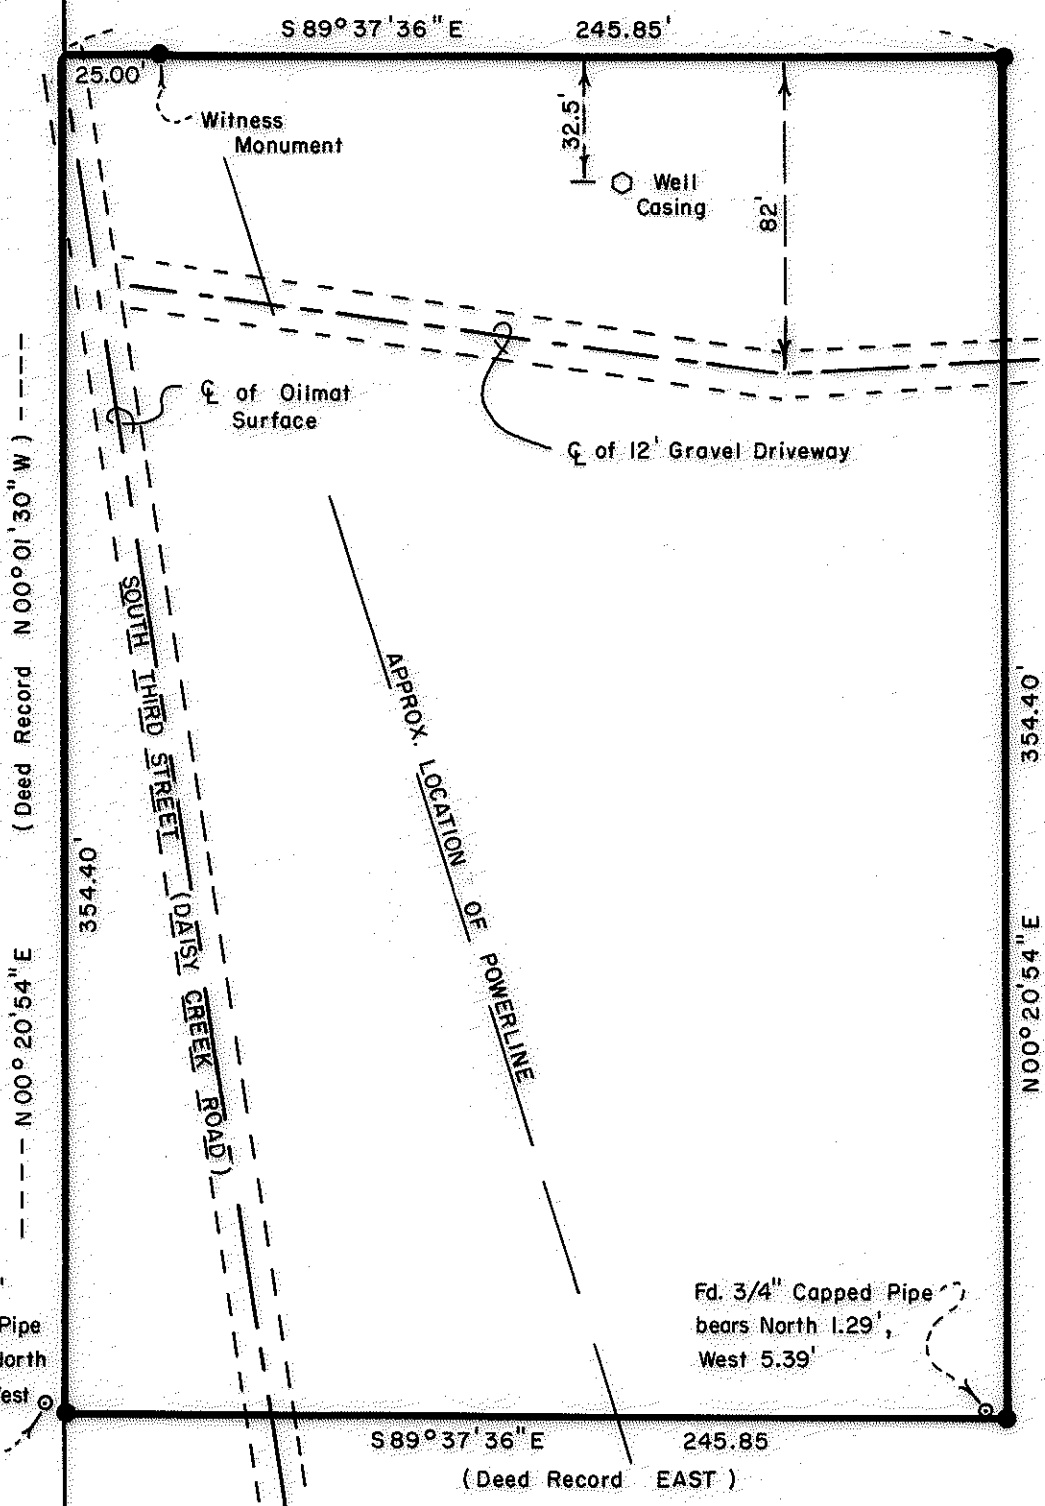 S 89° 37' 36" E 245.85'
25.00'
Witness
Monument
32.5'
Well
Casing
82'
℄ of Oilmat
Surface
℄ of 12' Gravel Driveway
(Deed Record N 00° 01' 30" W)
N 00° 20' 54" E
354.40'
SOUTH THIRD STREET (DAISY CREEK ROAD)
APPROX. LOCATION OF POWERLINE
354.40'
N 00° 20' 54" E
Fd. 3/4" Capped Pipe
bears North 1.29',
West 5.39'
Pipe
S 89° 37' 36" E 245.85
(Deed Record EAST)